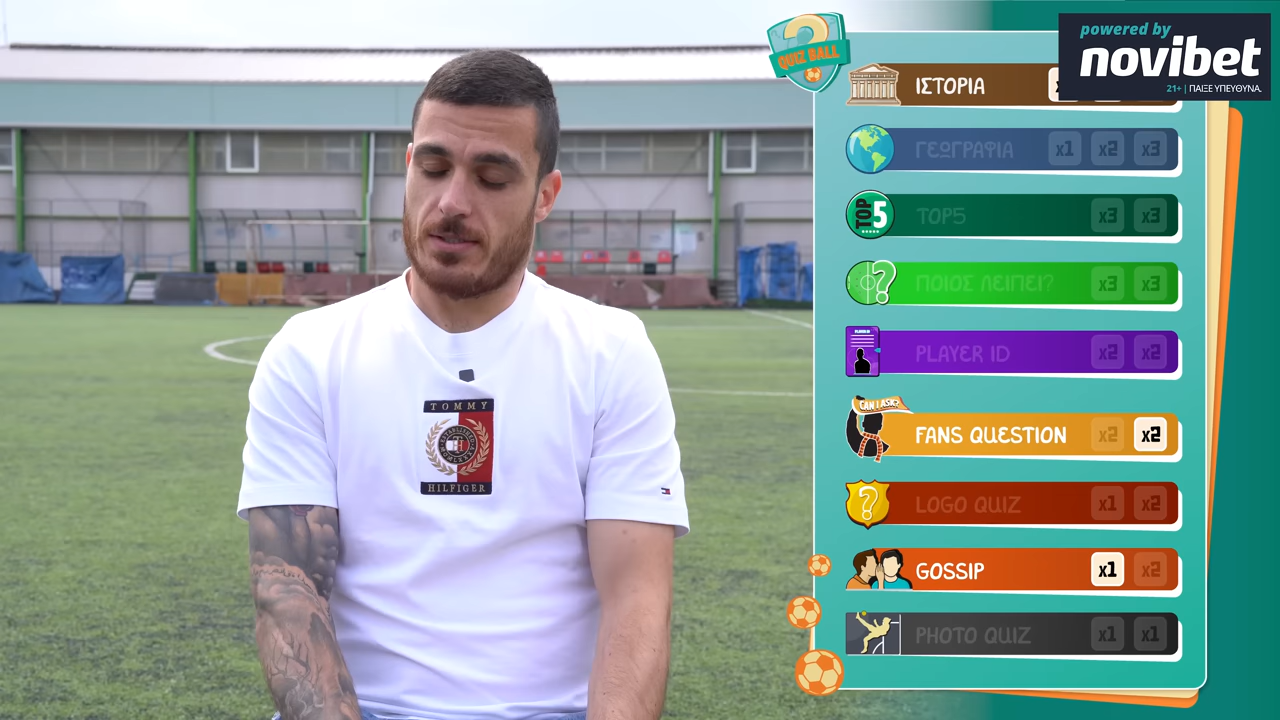 powered by
novibet
21+ | ΠΑΙΞΕ ΥΠΕΥΘΥΝΑ.
?
QUIZ BALL
ΙΣΤΟΡΙΑ
ΓΕΩΓΡΑΦΙΑ x1 x2 x3
TOP 5 TOP5 x3 x3
? ΠΟΙΟΣ ΛΕΙΠΕΙ? x3 x3
PLAYER ID x2 x2
CAN I ASK?
FANS QUESTION x2 x2
? LOGO QUIZ x1 x2
GOSSIP x1 x2
PHOTO QUIZ x1 x1
TOMMY
HILFIGER